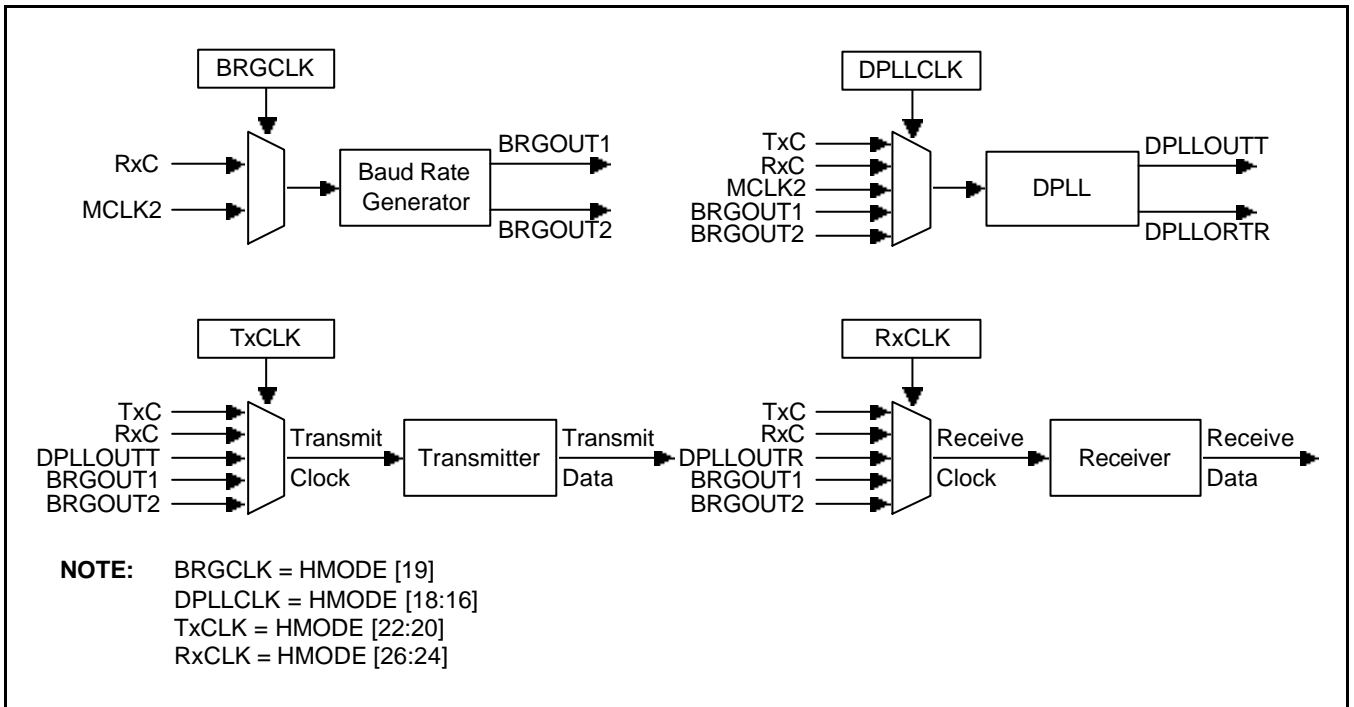 BRGCLK
RxC
MCLK2
Baud Rate
Generator
BRGOUT1
BRGOUT2
DPLLCLK
TxC
RxC
MCLK2
BRGOUT1
BRGOUT2
DPLL
DPLLOUTT
DPLLORTR
TxCLK
TxC
RxC
DPLLOUTT
BRGOUT1
BRGOUT2
Transmit
Clock
Transmitter
Transmit
Data
RxCLK
TxC
RxC
DPLLOUTR
BRGOUT1
BRGOUT2
Receive
Clock
Receiver
Receive
Data
NOTE: BRGCLK = HMODE [19]
DPLLCLK = HMODE [18:16]
TxCLK = HMODE [22:20]
RxCLK = HMODE [26:24]